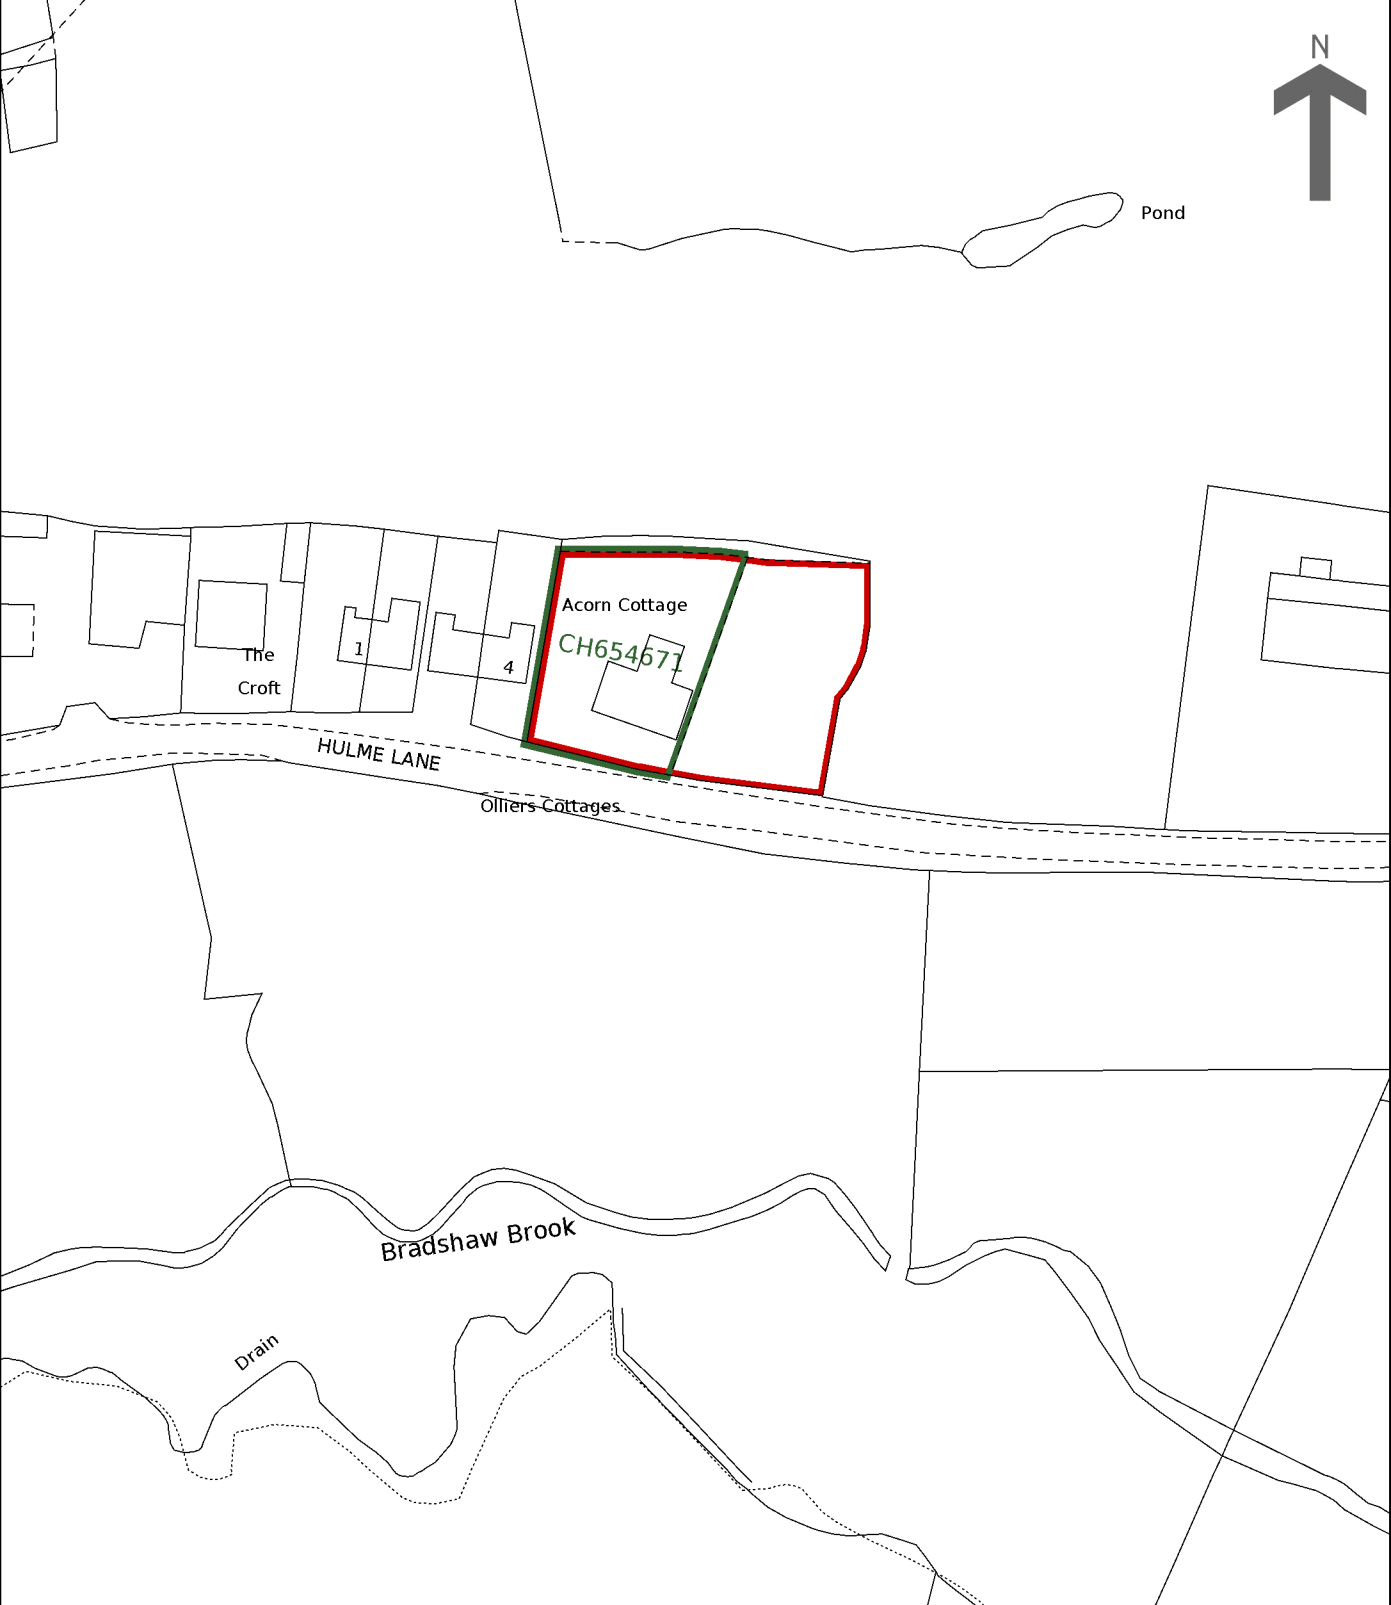 N
Pond
Acorn Cottage
CH654671
1
The
Croft
4
HULME LANE
Olliers Cottages
Bradshaw Brook
Drain